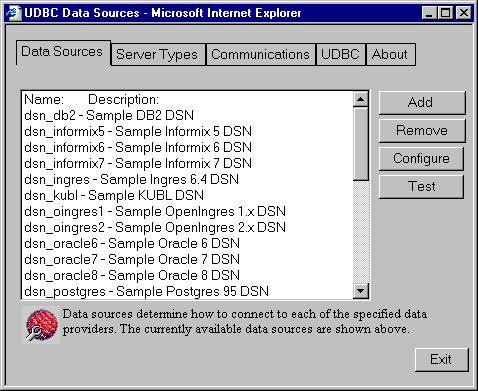 UDBC Data Sources - Microsoft Internet Explorer
Data Sources Server Types Communications UDBC About
Name: Description:
dsn_db2 - Sample DB2 DSN
dsn_informix5 - Sample Informix 5 DSN
dsn_informix6 - Sample Informix 6 DSN
dsn_informix7 - Sample Informix 7 DSN
dsn_ingres - Sample Ingres 6.4 DSN
dsn_kubl - Sample KUBL DSN
dsn_oingres1 - Sample OpenIngres 1.x DSN
dsn_oingres2 - Sample OpenIngres 2.x DSN
dsn_oracle6 - Sample Oracle 6 DSN
dsn_oracle7 - Sample Oracle 7 DSN
dsn_oracle8 - Sample Oracle 8 DSN
dsn_postgres - Sample Postgres 95 DSN
Add
Remove
Configure
Test
Data sources determine how to connect to each of the specified data
providers. The currently available data sources are shown above.
Exit